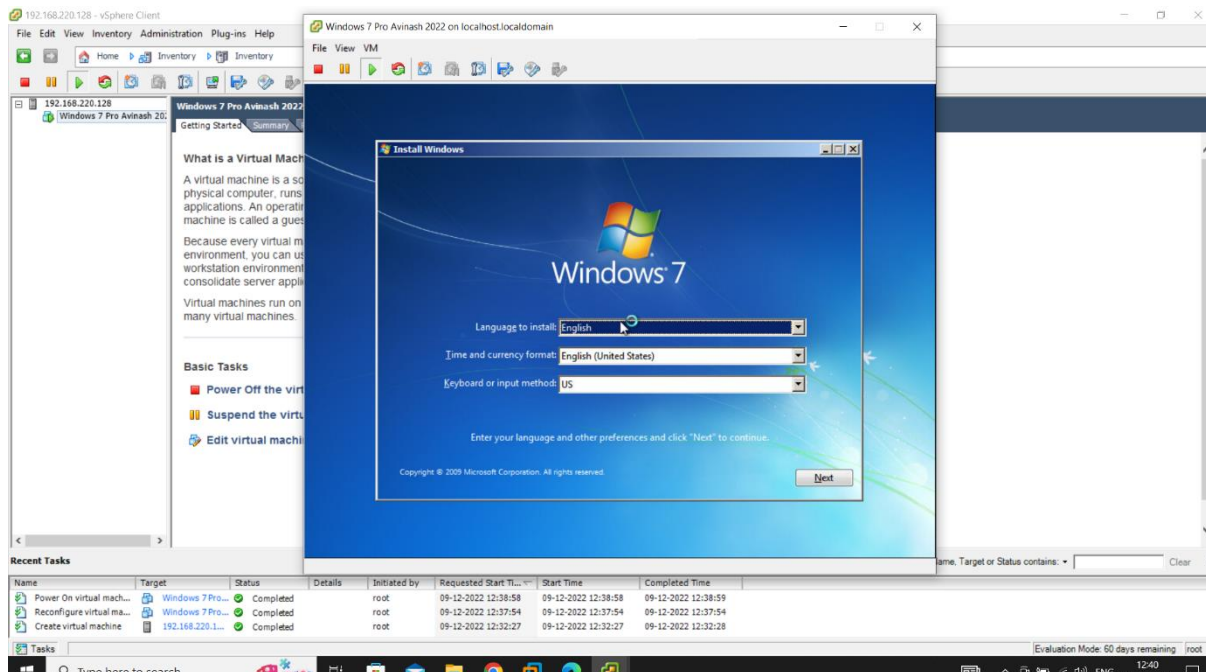 192.168.220.128 - vSphere Client
File Edit View Inventory Administration Plug-ins Help
Home Inventory Inventory
192.168.220.128
Windows 7 Pro Avinash 20
Windows 7 Pro Avinash 2022
Getting Started Summary
What is a Virtual Mach
A virtual machine is a so
physical computer, runs
applications. An operati
machine is called a gues
Because every virtual m
environment, you can us
workstation environment
consolidate server appli
Virtual machines run on
many virtual machines.
Basic Tasks
Power Off the virt
Suspend the virtu
Edit virtual machi
Windows 7 Pro Avinash 2022 on localhost.localdomain
File View VM
Install Windows
Windows 7
Language to install: English
Time and currency format: English (United States)
Keyboard or input method: US
Enter your language and other preferences and click "Next" to continue.
Copyright © 2009 Microsoft Corporation. All rights reserved.
Next
Recent Tasks
ame, Target or Status contains: Clear
Name Target Status Details Initiated by Requested Start Ti... Start Time Completed Time
Power On virtual mach... Windows 7 Pro... Completed root 09-12-2022 12:38:58 09-12-2022 12:38:58 09-12-2022 12:38:59
Reconfigure virtual ma... Windows 7 Pro... Completed root 09-12-2022 12:37:54 09-12-2022 12:37:54 09-12-2022 12:37:54
Create virtual machine 192.168.220.1... Completed root 09-12-2022 12:32:27 09-12-2022 12:32:27 09-12-2022 12:32:28
Tasks
Evaluation Mode: 60 days remaining root
Type here to search
ENG 12:40